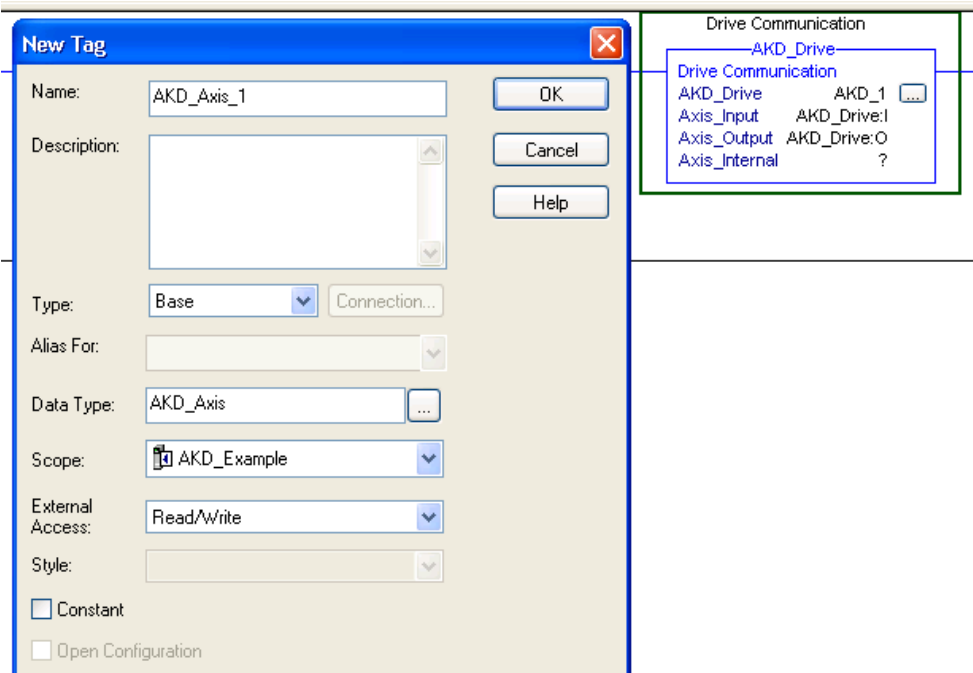 New Tag
Name: AKD_Axis_1
OK
Description:
Cancel
Help
Type: Base Connection...
Alias For:
Data Type: AKD_Axis ...
Scope: AKD_Example
External
Access: Read/Write
Style:
Constant
Open Configuration
Drive Communication
AKD_Drive
Drive Communication
AKD_Drive AKD_1 ...
Axis_Input AKD_Drive:I
Axis_Output AKD_Drive:O
Axis_Internal ?